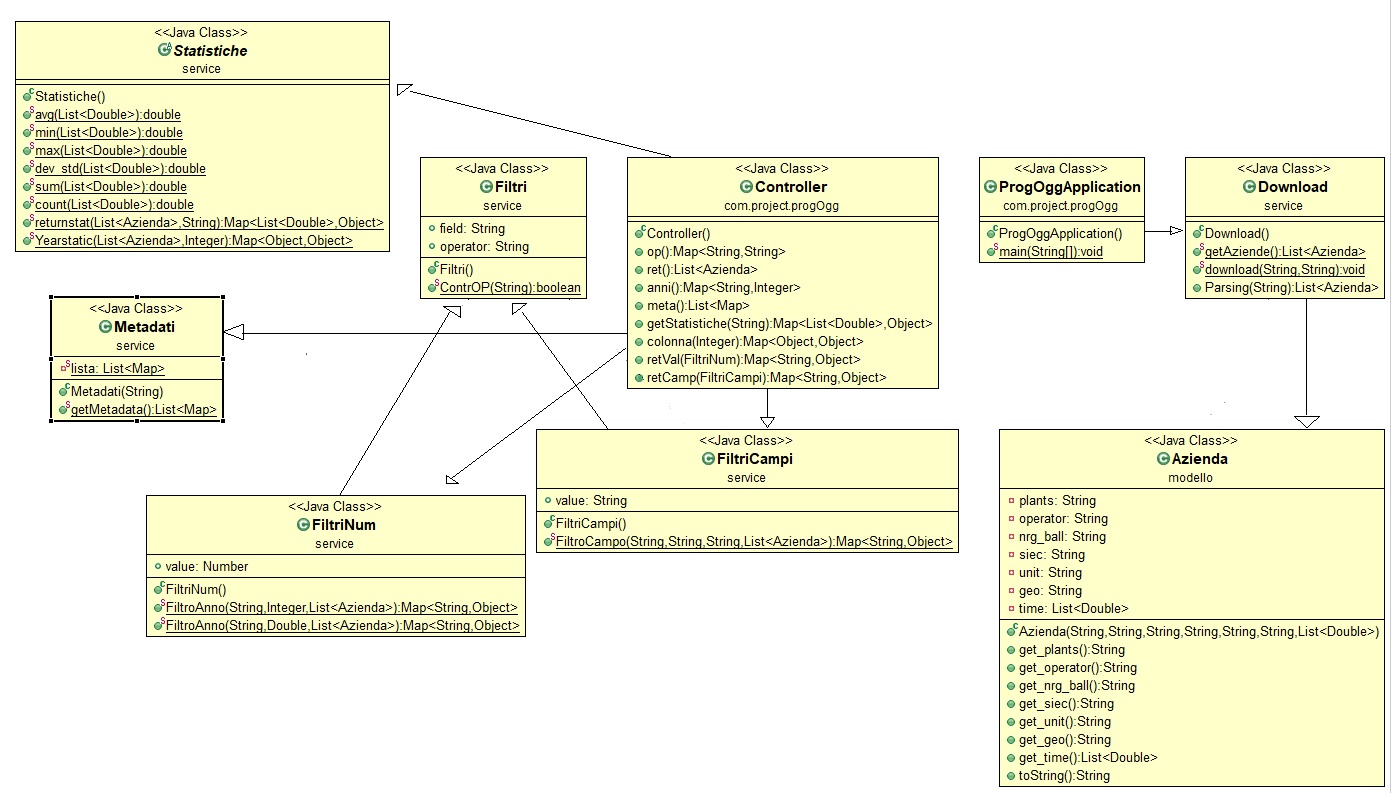 <<Java Class>>
Statistiche
service
Statistiche()
avg(List<Double>):double
min(List<Double>):double
max(List<Double>):double
dev_std(List<Double>):double
sum(List<Double>):double
count(List<Double>):double
returnstat(List<Azienda>,String):Map<List<Double>,Object>
Yearstatic(List<Azienda>,Integer):Map<Object,Object>
<<Java Class>>
Filtri
service
field: String
operator: String
Filtri()
ContrOP(String):boolean
<<Java Class>>
Controller
com.project.progOgg
Controller()
op():Map<String,String>
ret():List<Azienda>
anni():Map<String,Integer>
meta():List<Map>
getStatistiche(String):Map<List<Double>,Object>
colonna(Integer):Map<Object,Object>
retVal(FiltriNum):Map<String,Object>
retCamp(FiltriCampi):Map<String,Object>
<<Java Class>>
ProgOggApplication
com.project.progOgg
ProgOggApplication()
main(String[]):void
<<Java Class>>
Download
service
Download()
getAziende():List<Azienda>
download(String,String):void
Parsing(String):List<Azienda>
<<Java Class>>
Metadati
service
lista: List<Map>
Metadati(String)
getMetadata():List<Map>
<<Java Class>>
FiltriNum
service
value: Number
FiltriNum()
FiltroAnno(String,Integer,List<Azienda>):Map<String,Object>
FiltroAnno(String,Double,List<Azienda>):Map<String,Object>
<<Java Class>>
FiltriCampi
service
value: String
FiltriCampi()
FiltroCampo(String,String,String,List<Azienda>):Map<String,Object>
<<Java Class>>
Azienda
modello
plants: String
operator: String
nrg_ball: String
siec: String
unit: String
geo: String
time: List<Double>
Azienda(String,String,String,String,String,String,List<Double>)
get_plants():String
get_operator():String
get_nrg_ball():String
get_siec():String
get_unit():String
get_geo():String
get_time():List<Double>
toString():String